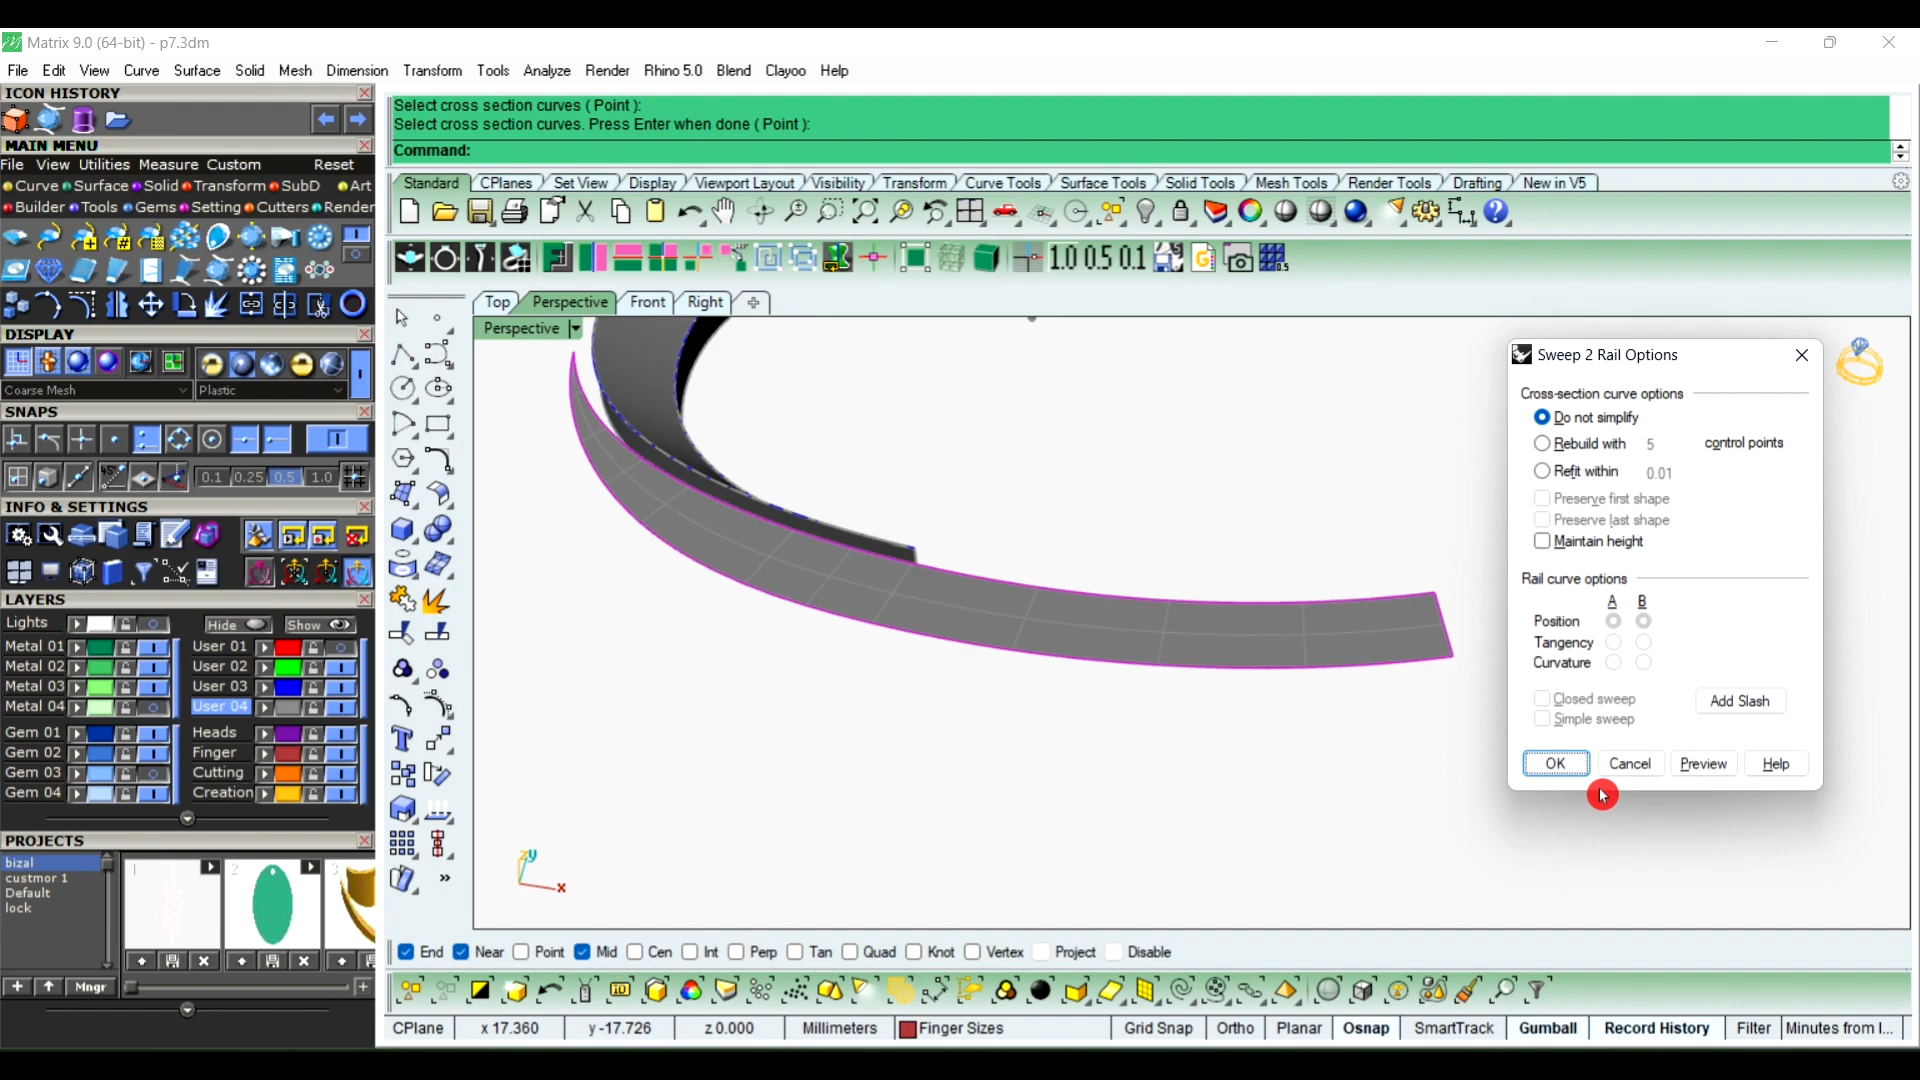 Matrix 9.0 (64-bit) - p7.3dm
File Edit View Curve Surface Solid Mesh Dimension Transform Tools Analyze Render Rhino 5.0 Blend Clayoo Help
ICON HISTORY
MAIN MENU
File View Utilities Measure Custom Reset
Curve Surface Solid Transform SubD Art
Builder Tools Gems Setting Cutters Render
DISPLAY
Coarse Mesh Plastic
SNAPS
0.1 0.25 0.5 1.0
INFO & SETTINGS
LAYERS
Lights Hide Show
Metal 01 User 01
Metal 02 User 02
Metal 03 User 03
Metal 04 User 04
Gem 01 Heads
Gem 02 Finger
Gem 03 Cutting
Gem 04 Creation
PROJECTS
bizal
custmor 1
Default
lock
1 2 3
Mngr
Select cross section curves ( Point ):
Select cross section curves. Press Enter when done ( Point ):
Command:
Standard CPlanes Set View Display Viewport Layout Visibility Transform Curve Tools Surface Tools Solid Tools Mesh Tools Render Tools Drafting New in V5
1.0 0.5 0.1
Top Perspective Front Right
Perspective
z y
x
Sweep 2 Rail Options
Cross-section curve options
Do not simplify
Rebuild with 5 control points
Refit within 0.01
Preserve first shape
Preserve last shape
Maintain height
Rail curve options
A B
Position
Tangency
Curvature
Closed sweep
Simple sweep
Add Slash
OK Cancel Preview Help
End Near Point Mid Cen Int Perp Tan Quad Knot Vertex Project Disable
CPlane x 17.360 y -17.726 z 0.000 Millimeters Finger Sizes Grid Snap Ortho Planar Osnap SmartTrack Gumball Record History Filter Minutes from l...